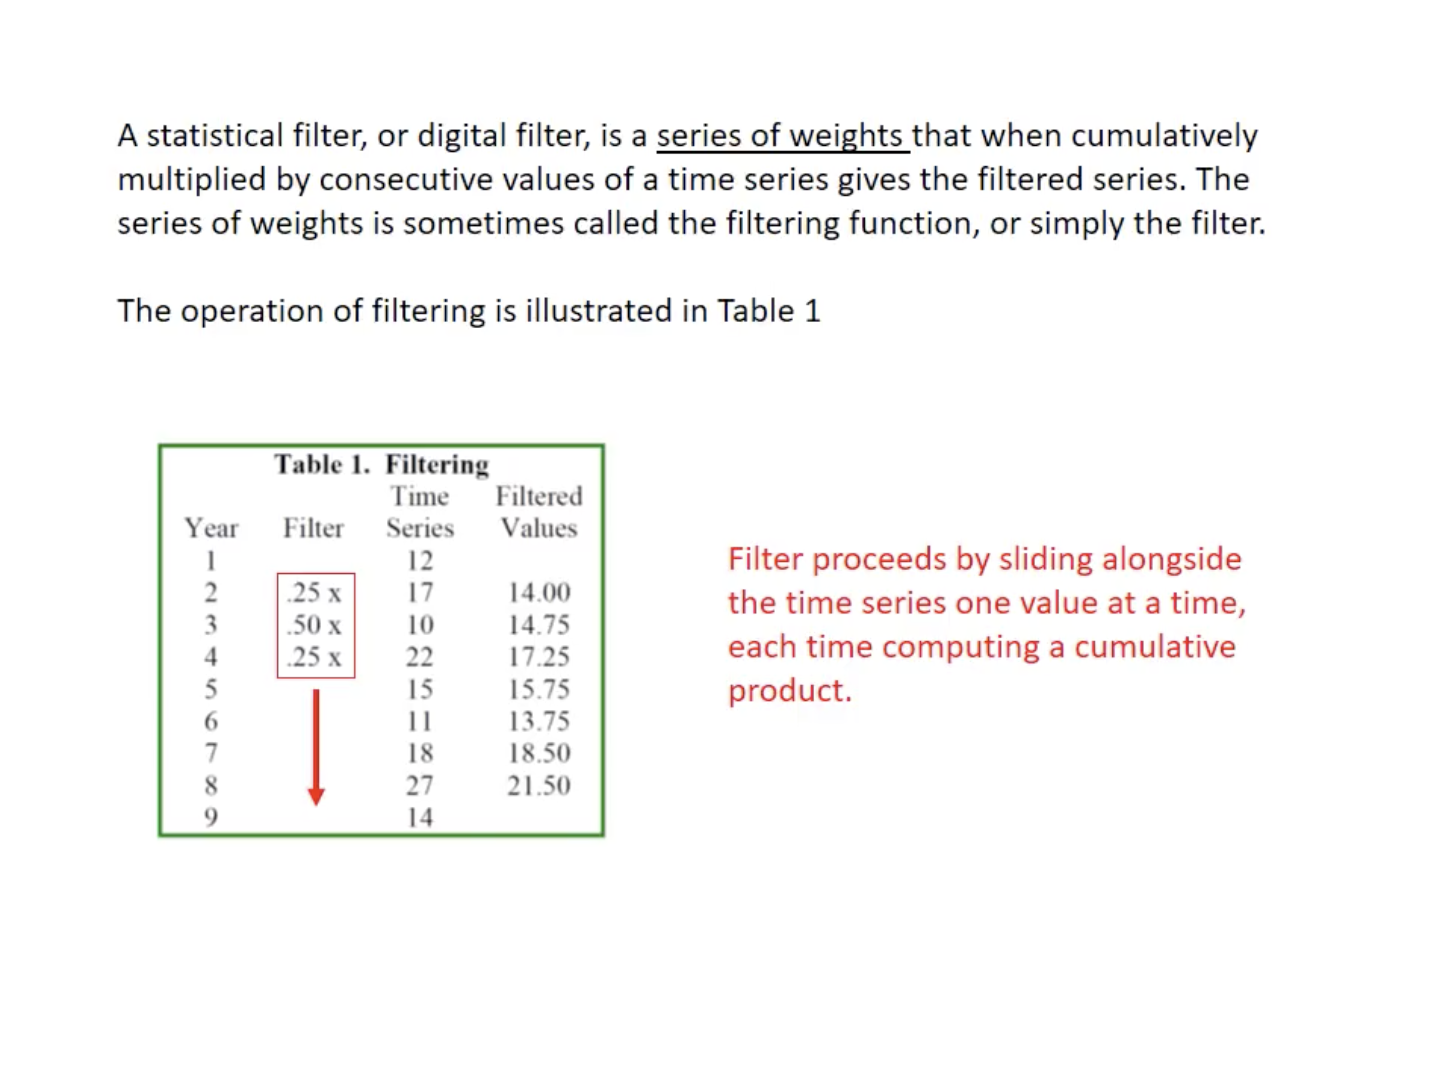 A statistical filter, or digital filter, is a series of weights that when cumulatively
multiplied by consecutive values of a time series gives the filtered series. The
series of weights is sometimes called the filtering function, or simply the filter.
The operation of filtering is illustrated in Table 1
Table 1. Filtering
Time Filtered
Year Filter Series Values
1 12
2 .25 x 17 14.00
3 .50 x 10 14.75
4 .25 x 22 17.25
5 15 15.75
6 11 13.75
7 18 18.50
8 27 21.50
9 14
Filter proceeds by sliding alongside
the time series one value at a time,
each time computing a cumulative
product.